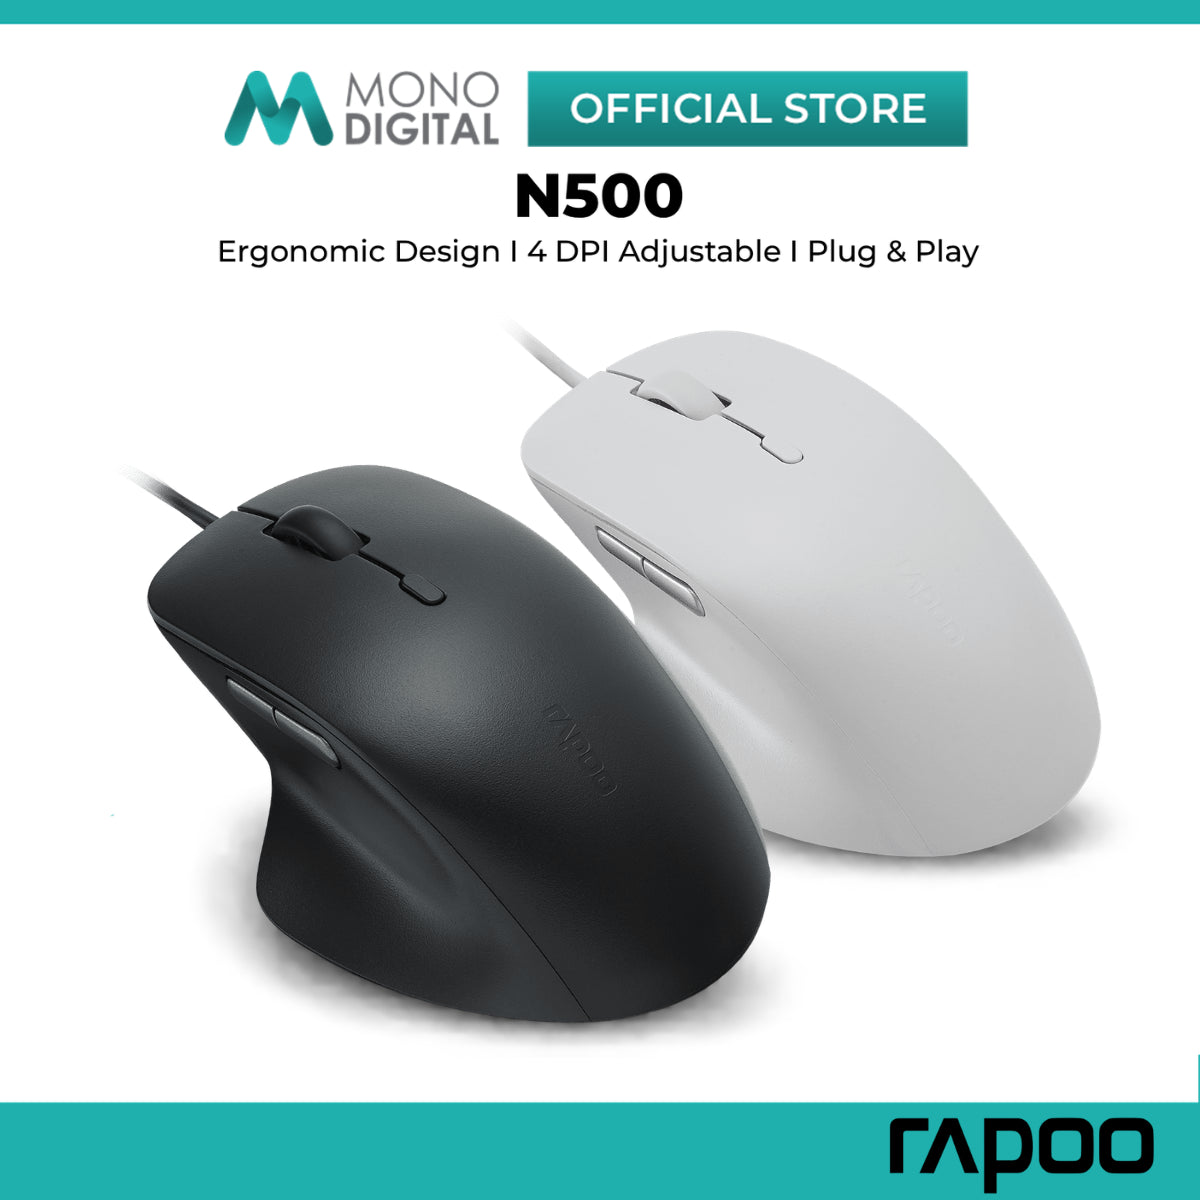 MONO
DIGITAL
OFFICIAL STORE
N500
Ergonomic Design I 4 DPI Adjustable I Plug & Play
rapoo
rapoo
rapoo